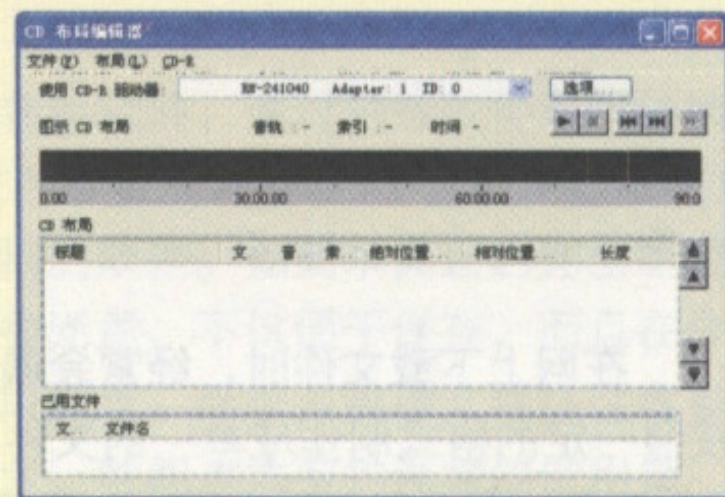 CD 布局编辑器
文件(F) 布局(L) CD-R
使用 CD-R 驱动器: RW-241040 Adapter: 1 ID: 0 选项...
图示 CD 布局 音轨 :- 索引 :- 时间 -
0.00 30:00:00 60:00:00 90:0
CD 布局
标题 文.. 音.. 索.. 绝对位置... 相对位置... 长度
已用文件
文.. 文件名